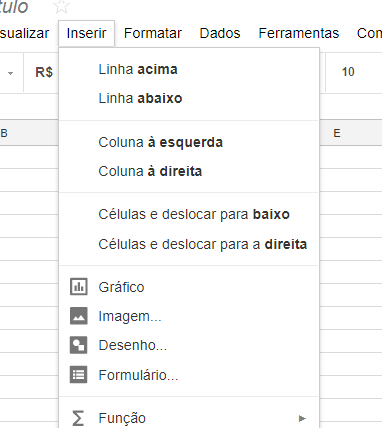 tulo
sualizar Inserir Formatar Dados Ferramentas Com
R$ 10
B E
Linha acima
Linha abaixo
Coluna à esquerda
Coluna à direita
Células e deslocar para baixo
Células e deslocar para a direita
Gráfico
Imagem...
Desenho...
Formulário...
Σ Função